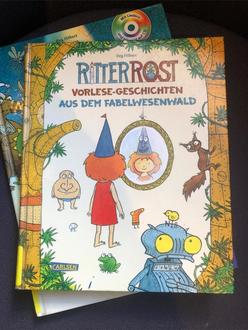 Jörg Hilbert
RITTER ROST
VORLESE-GESCHICHTEN
AUS DEM FABELWESENWALD
CARLSEN